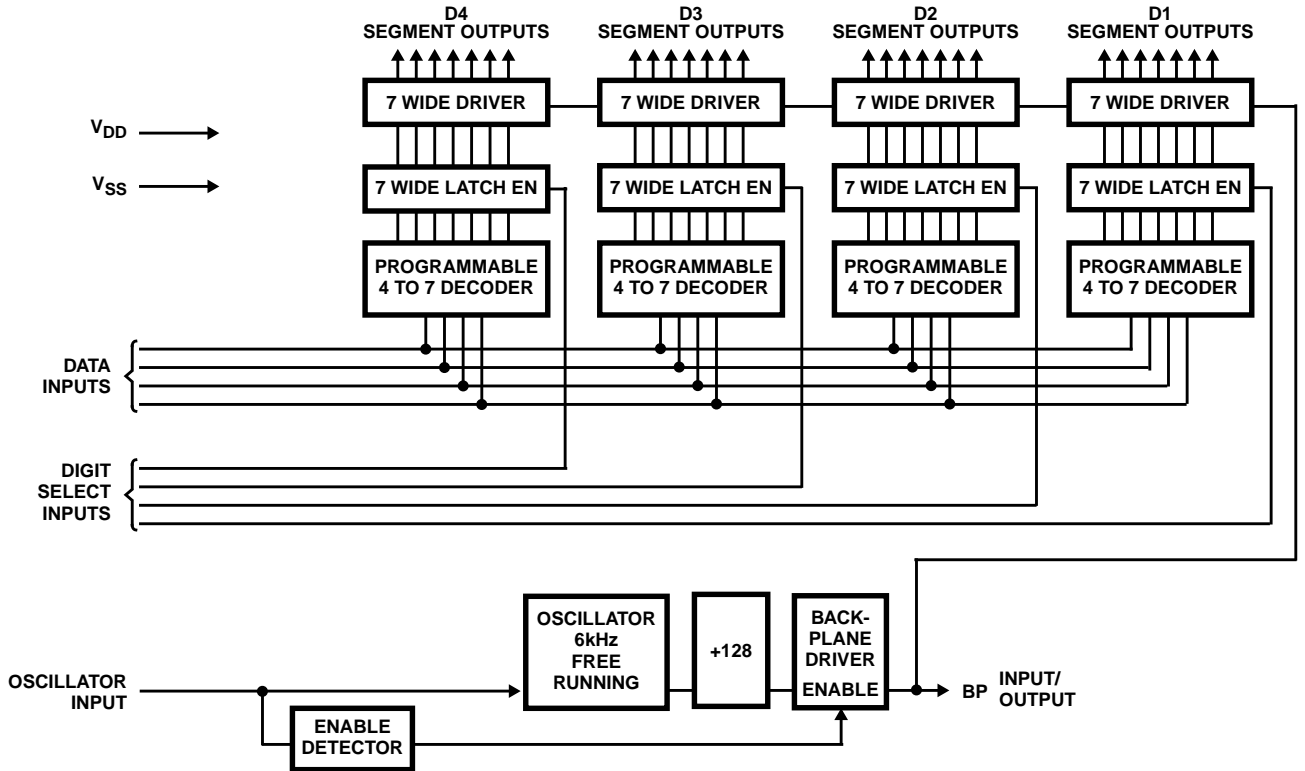 D4
SEGMENT OUTPUTS
D3
SEGMENT OUTPUTS
D2
SEGMENT OUTPUTS
D1
SEGMENT OUTPUTS
7 WIDE DRIVER
7 WIDE DRIVER
7 WIDE DRIVER
7 WIDE DRIVER
VDD
VSS
7 WIDE LATCH EN
7 WIDE LATCH EN
7 WIDE LATCH EN
7 WIDE LATCH EN
PROGRAMMABLE
4 TO 7 DECODER
PROGRAMMABLE
4 TO 7 DECODER
PROGRAMMABLE
4 TO 7 DECODER
PROGRAMMABLE
4 TO 7 DECODER
DATA
INPUTS
DIGIT
SELECT
INPUTS
OSCILLATOR
INPUT
ENABLE
DETECTOR
OSCILLATOR
6kHz
FREE
RUNNING
+128
BACK-
PLANE
DRIVER
ENABLE
BP
INPUT/
OUTPUT